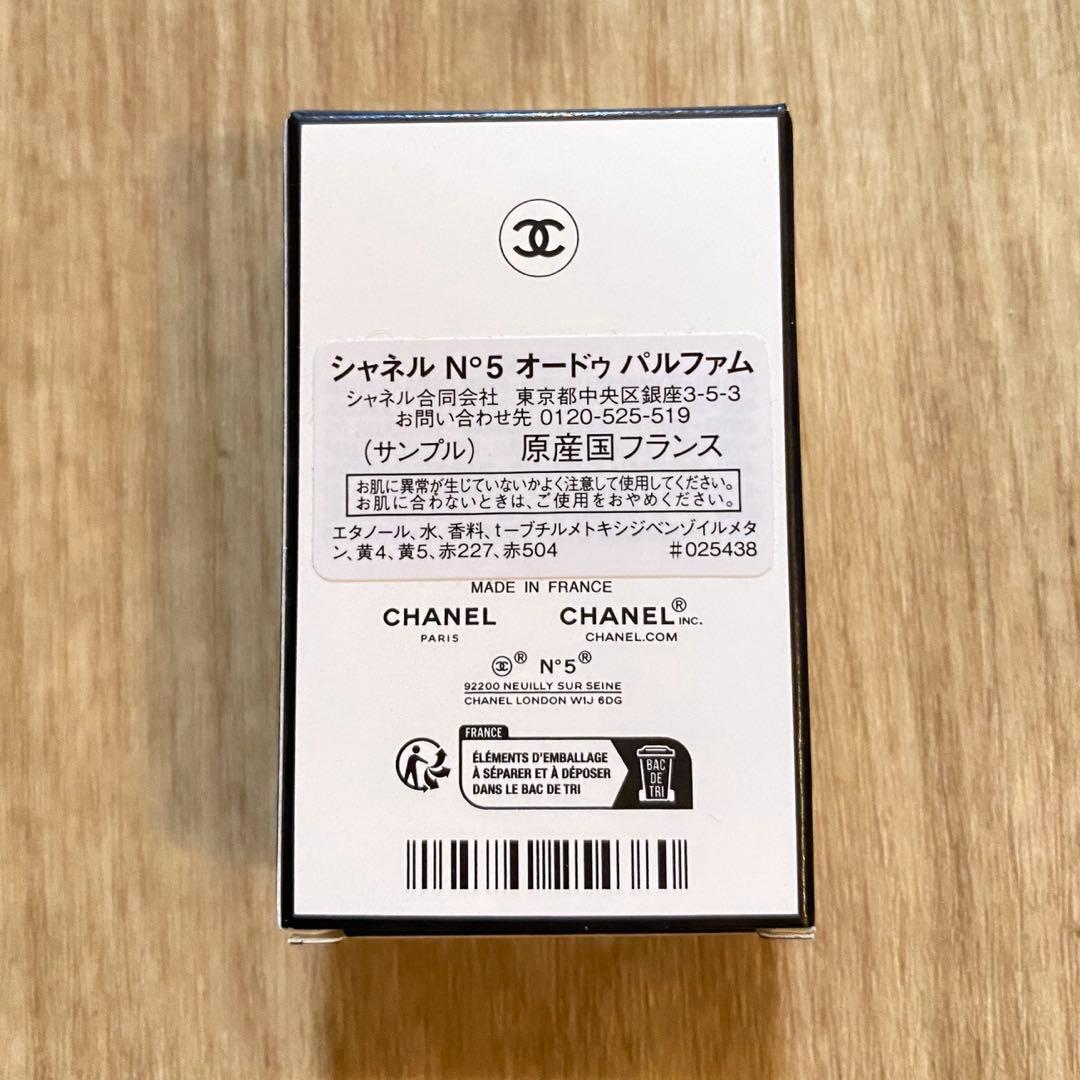 シャネル N°5 オードゥ パルファム
シャネル合同会社 東京都中央区銀座3-5-3
お問い合わせ先 0120-525-519
(サンプル) 原産国フランス
お肌に異常が生じていないかよく注意して使用してください。
お肌に合わないときは、ご使用をおやめください。
エタノール、水、香料、t-ブチルメトキシジベンゾイルメタ
ン、黄4、黄5、赤227、赤504 #025438
MADE IN FRANCE
CHANEL CHANEL® INC.
PARIS CHANEL.COM
® N°5®
92200 NEUILLY SUR SEINE
CHANEL LONDON W1J 6DG
FRANCE
ÉLÉMENTS D'EMBALLAGE
À SÉPARER ET À DÉPOSER
DANS LE BAC DE TRI
BAC
DE
TRI